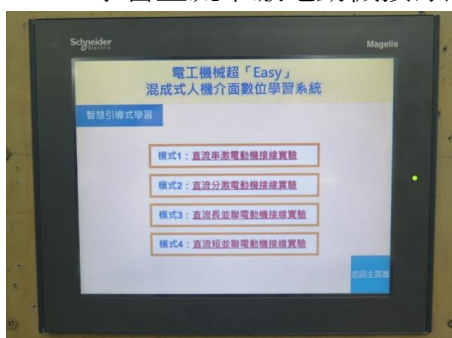 Schneider
Electric
Magelis
電工機械超「Easy」
混成式人機介面數位學習系統
智慧引導式學習
模式1：直流串激電動機接線實驗
模式2：直流分激電動機接線實驗
模式3：直流長並聯電動機接線實驗
模式4：直流短並聯電動機接線實驗
返回主頁面